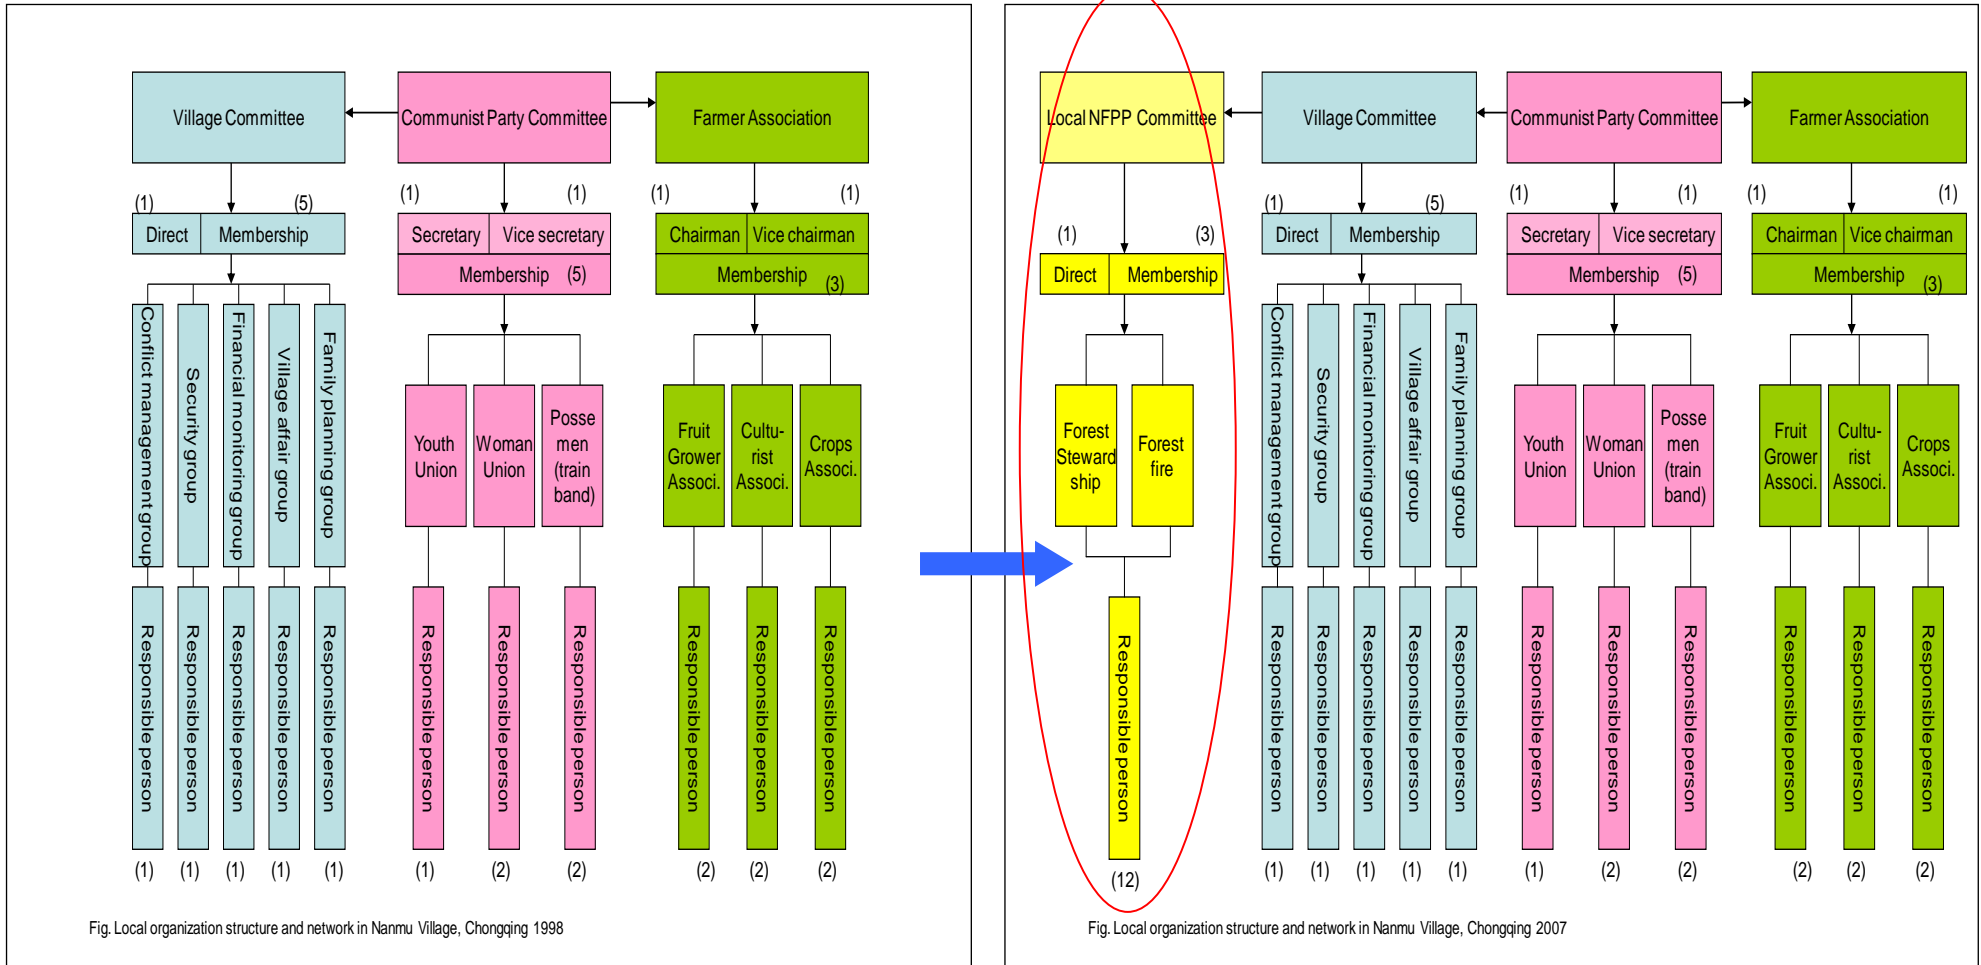 Village Committee
Communist Party Committee
Farmer Association
(1)
(5)
(1)
(1)
(1)
(1)
Direct
Membership
Secretary
Vice secretary
Chairman
Vice chairman
Membership (5)
Membership
(3)
Conflict management group
Security group
Financial monitoring group
Village affair group
Family planning group
Youth
Union
Woman
Union
Posse
men
(train
band)
Fruit
Grower
Associ.
Cultu-
rist
Associ.
Crops
Associ.
Responsible person
Responsible person
Responsible person
Responsible person
Responsible person
Responsible person
Responsible person
Responsible person
Responsible person
Responsible person
Responsible person
(1)
(1)
(1)
(1)
(1)
(1)
(2)
(2)
(2)
(2)
(2)
Fig. Local organization structure and network in Nanmu Village, Chongqing 1998
Local NFPP Committee
Village Committee
Communist Party Committee
Farmer Association
(1)
(3)
(1)
(5)
(1)
(1)
(1)
(1)
Direct
Membership
Direct
Membership
Secretary
Vice secretary
Chairman
Vice chairman
Membership (5)
Membership
(3)
Forest
Steward
ship
Forest
fire
Conflict management group
Security group
Financial monitoring group
Village affair group
Family planning group
Youth
Union
Woman
Union
Posse
men
(train
band)
Fruit
Grower
Associ.
Cultu-
rist
Associ.
Crops
Associ.
Responsible person
Responsible person
Responsible person
Responsible person
Responsible person
Responsible person
Responsible person
Responsible person
Responsible person
Responsible person
Responsible person
Responsible person
(12)
(1)
(1)
(1)
(1)
(1)
(1)
(2)
(2)
(2)
(2)
(2)
Fig. Local organization structure and network in Nanmu Village, Chongqing 2007